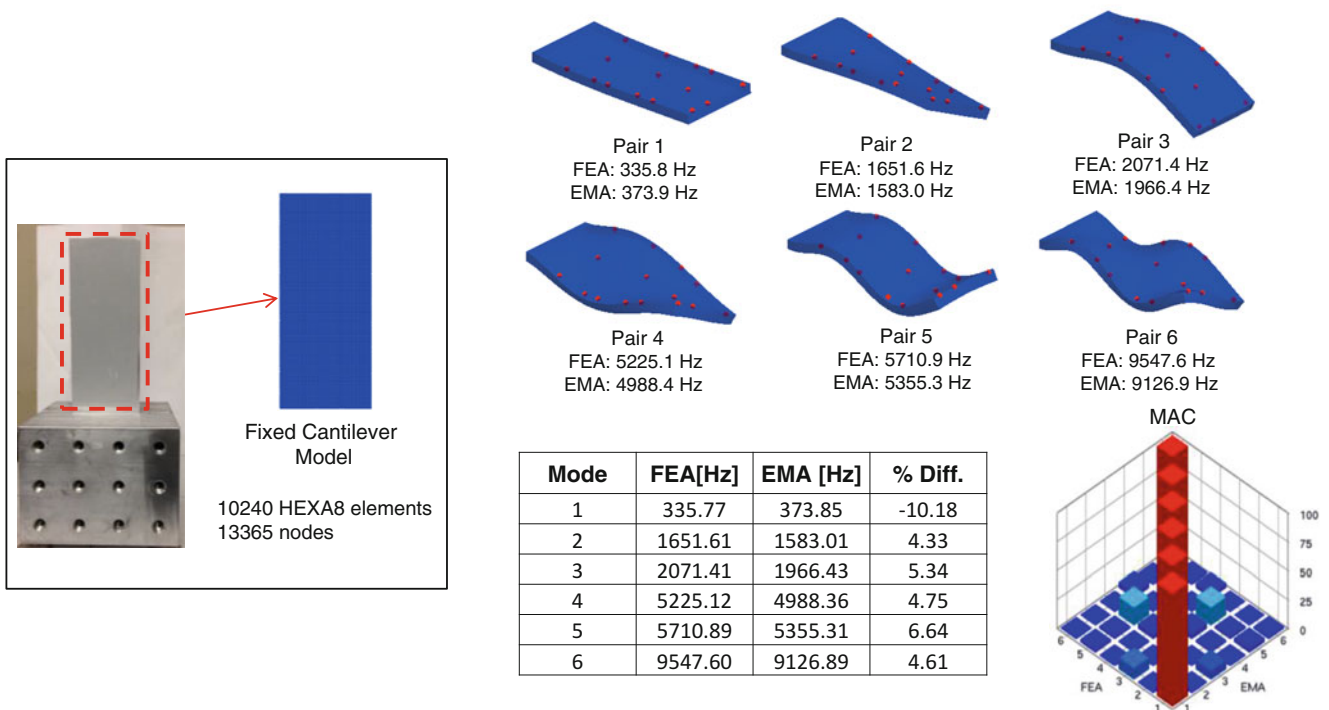 Fixed Cantilever
Model
10240 HEXA8 elements
13365 nodes
Pair 1
FEA: 335.8 Hz
EMA: 373.9 Hz
Pair 2
FEA: 1651.6 Hz
EMA: 1583.0 Hz
Pair 3
FEA: 2071.4 Hz
EMA: 1966.4 Hz
Pair 4
FEA: 5225.1 Hz
EMA: 4988.4 Hz
Pair 5
FEA: 5710.9 Hz
EMA: 5355.3 Hz
Pair 6
FEA: 9547.6 Hz
EMA: 9126.9 Hz
Mode FEA[Hz] EMA [Hz] % Diff.
1 335.77 373.85 -10.18
2 1651.61 1583.01 4.33
3 2071.41 1966.43 5.34
4 5225.12 4988.36 4.75
5 5710.89 5355.31 6.64
6 9547.60 9126.89 4.61
MAC
100
75
50
25
0
6 5 4 3 2 1
FEA
1 2 3 4 5 6
EMA